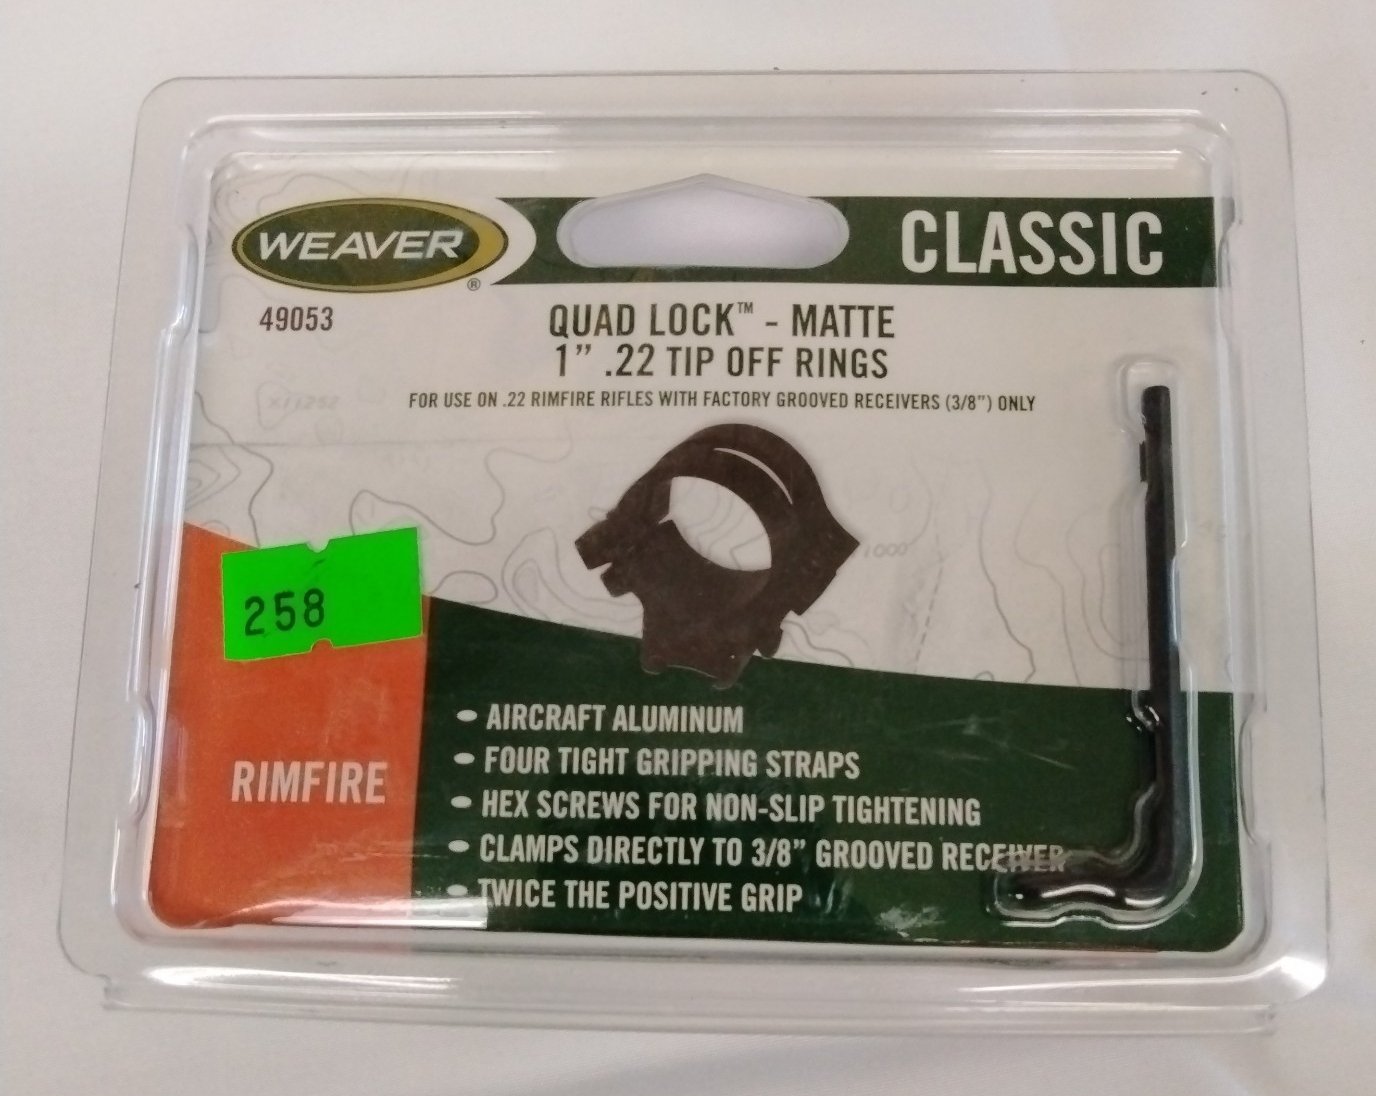 WEAVER®
CLASSIC
49053
QUAD LOCK™ - MATTE
1” .22 TIP OFF RINGS
FOR USE ON .22 RIMFIRE RIFLES WITH FACTORY GROOVED RECEIVERS (3/8”) ONLY
X11252
1000
258
RIMFIRE
• AIRCRAFT ALUMINUM
• FOUR TIGHT GRIPPING STRAPS
• HEX SCREWS FOR NON-SLIP TIGHTENING
• CLAMPS DIRECTLY TO 3/8” GROOVED RECEIVER
• TWICE THE POSITIVE GRIP